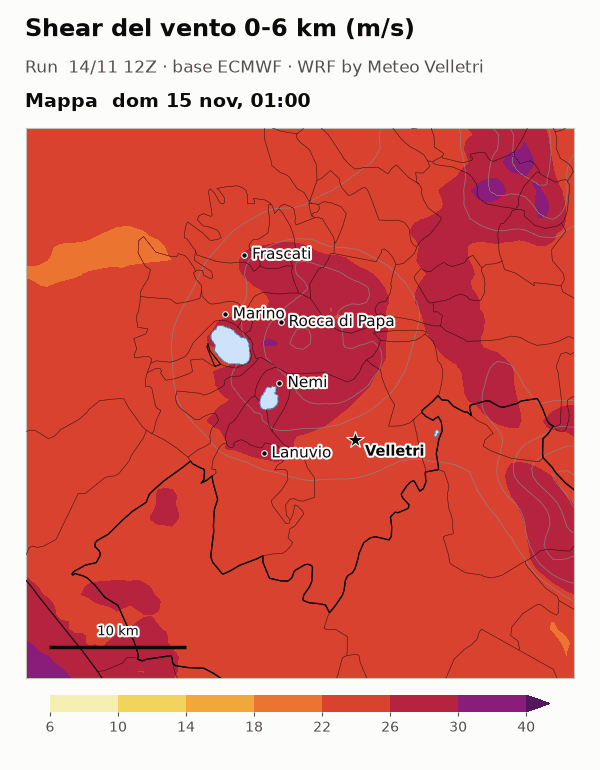 Shear del vento 0-6 km (m/s)
Run  14/11 12Z · base ECMWF · WRF by Meteo Velletri
Mappa  dom 15 nov, 01:00
Frascati
Marino
Rocca di Papa
Nemi
Velletri
Lanuvio
10 km
6 10 14 18 22 26 30 40